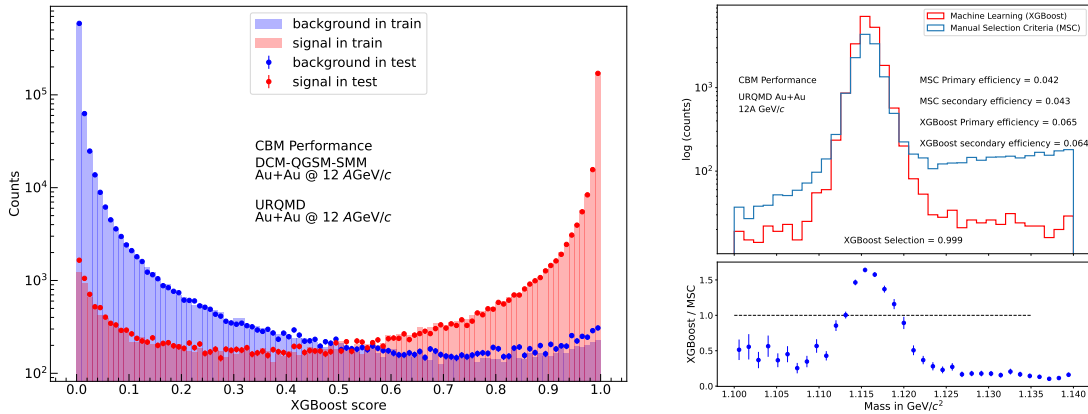 background in train
signal in train
background in test
signal in test
CBM Performance
DCM-QGSM-SMM
Au+Au @ 12 AGeV/c
URQMD
Au+Au @ 12 AGeV/c
Counts
10^5
10^4
10^3
10^2
0.0 0.1 0.2 0.3 0.4 0.5 0.6 0.7 0.8 0.9 1.0
XGBoost score
Machine Learning (XGBoost)
Manual Selection Criteria (MSC)
CBM Performance
URQMD Au+Au
12A GeV/c
MSC Primary efficiency = 0.042
MSC secondary efficiency = 0.043
XGBoost Primary efficiency = 0.065
XGBoost secondary efficiency = 0.064
XGBoost Selection = 0.999
log (counts)
10^3
10^2
XGBoost / MSC
1.5
1.0
0.5
0.0
1.100 1.105 1.110 1.115 1.120 1.125 1.130 1.135 1.140
Mass in GeV/c^2